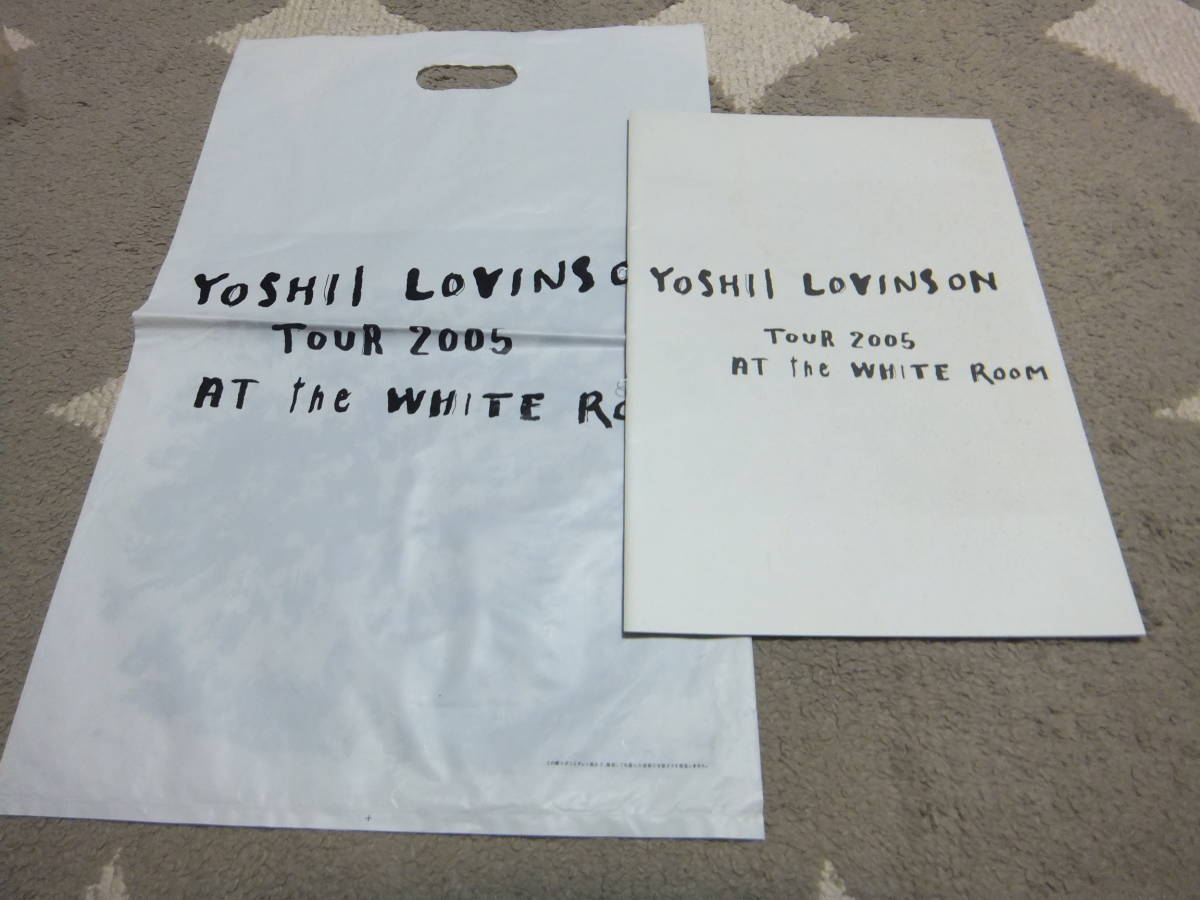 YOSHII LOVINSO
TOUR 2005
AT the WHITE RO
YOSHII LOVINSON
TOUR 2005
AT the WHITE ROOM